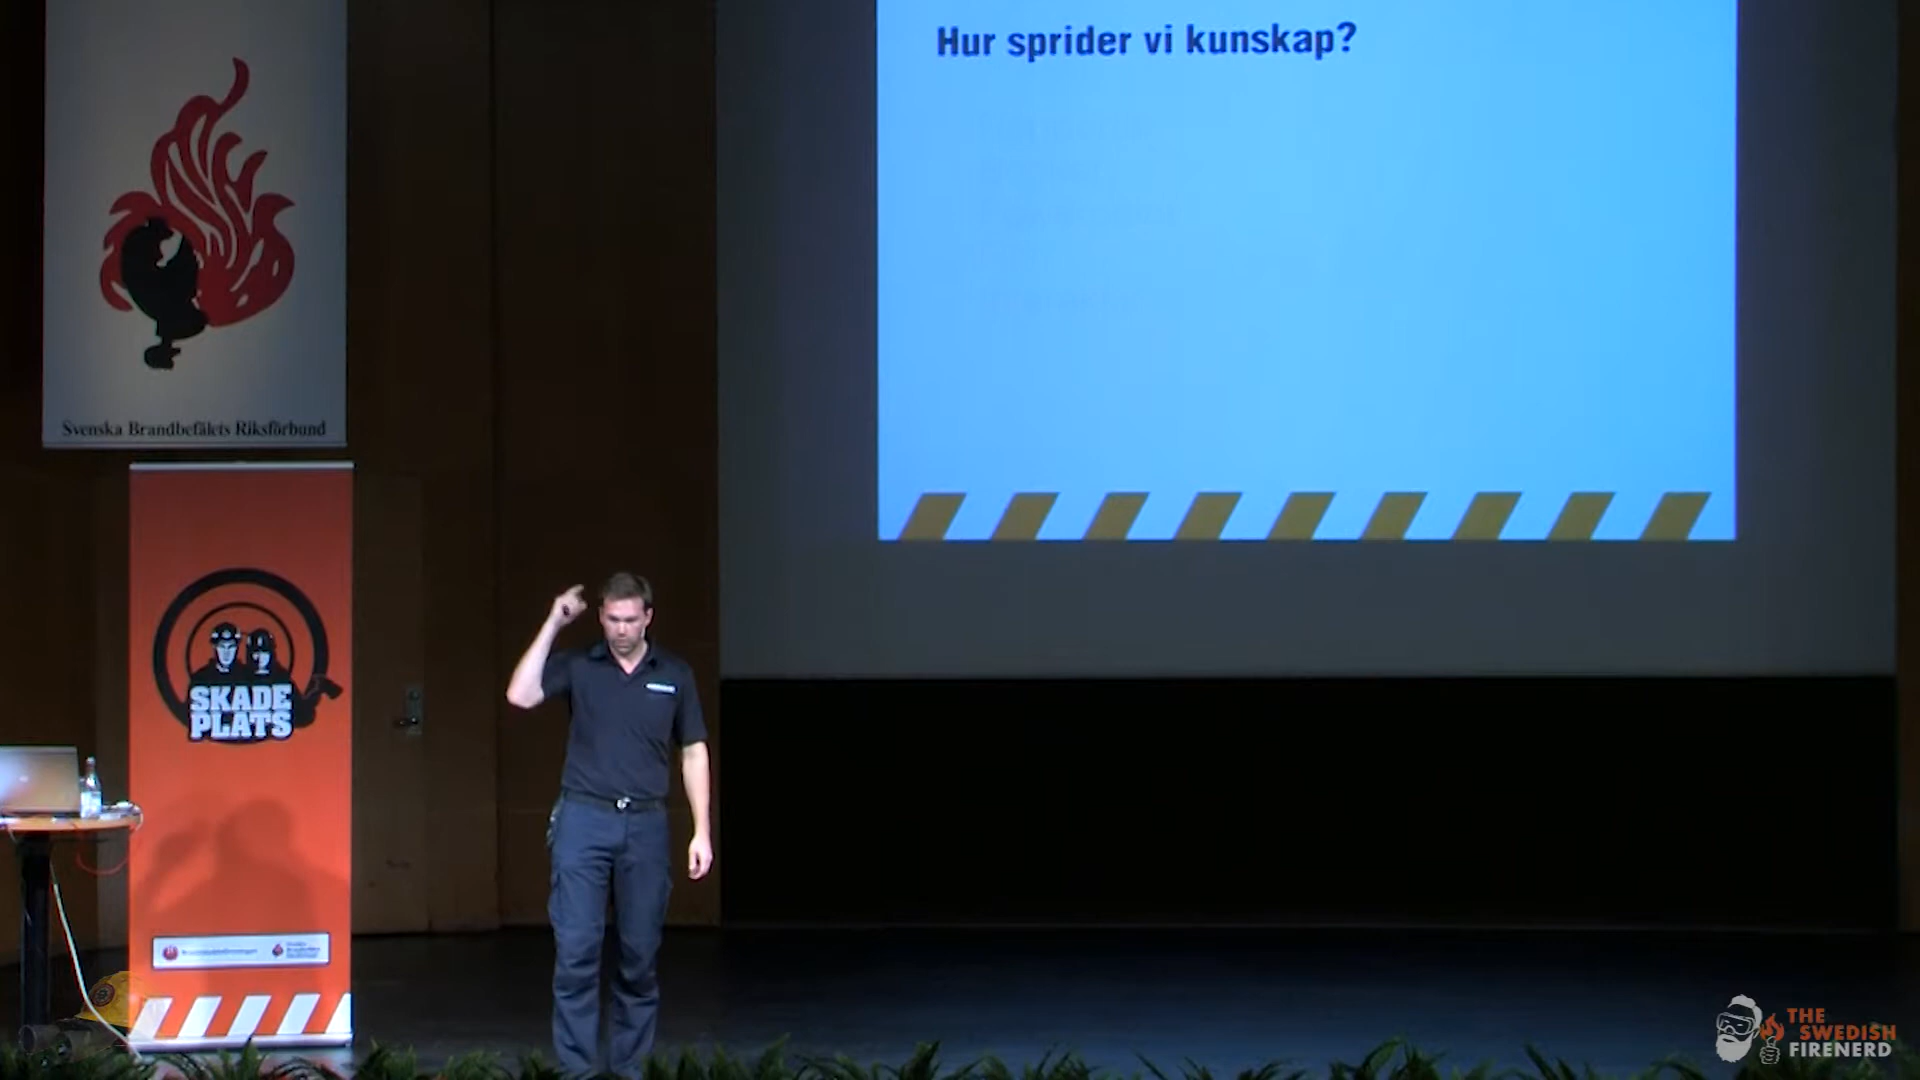 Hur sprider vi kunskap?
Svenska Brandbefälets Riksförbund
SKADE
PLATS
THE
SWEDISH
FIRENERD